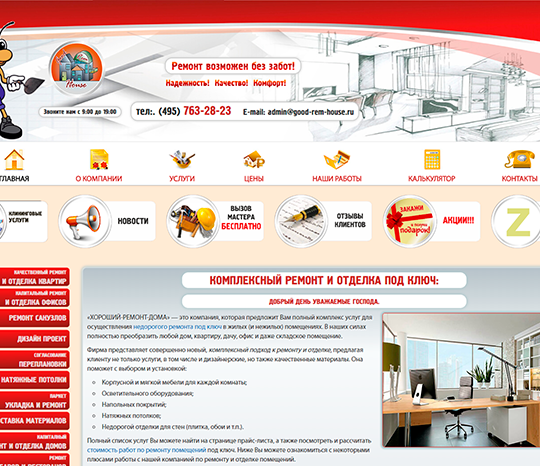 House
Ремонт возможен без забот!
Надежность! Качество! Комфорт!
Звоните нам с 9:00 до 19:00
тел:. (495) 763-28-23
E-mail: admin@good-rem-house.ru
ГЛАВНАЯ О КОМПАНИИ УСЛУГИ ЦЕНЫ НАШИ РАБОТЫ КАЛЬКУЛЯТОР КОНТАКТЫ
КЛИНИНГОВЫЕ
УСЛУГИ
НОВОСТИ
ВЫЗОВ
МАСТЕРА
БЕСПЛАТНО
ОТЗЫВЫ
КЛИЕНТОВ
ЗАКАЖИ
и получи
подарок!
АКЦИИ!!!
Z
КАЧЕСТВЕННЫЙ РЕМОНТ
И ОТДЕЛКА КВАРТИР
КАПИТАЛЬНЫЙ РЕМОНТ
И ОТДЕЛКА ОФИСОВ
РЕМОНТ САНУЗЛОВ
ДИЗАЙН ПРОЕКТ
СОГЛАСОВАНИЕ
ПЕРЕПЛАНОВКИ
НАТЯЖНЫЕ ПОТОЛКИ
ПАРКЕТ
УКЛАДКА И РЕМОНТ
СТАВКА МАТЕРИАЛОВ
КАПИТАЛЬНЫЙ
НТ И ОТДЕЛКА ДОМОВ
РЕМОНТ
КОМПЛЕКСНЫЙ РЕМОНТ И ОТДЕЛКА ПОД КЛЮЧ:
ДОБРЫЙ ДЕНЬ УВАЖАЕМЫЕ ГОСПОДА.
«ХОРОШИЙ-РЕМОНТ-ДОМА» — это компания, которая предложит Вам полный комплекс услуг для
осуществления недорогого ремонта под ключ в жилых (и нежилых) помещениях. В наших силах
полностью преобразить любой дом, квартиру, дачу, офис и даже складское помещение.
Фирма представляет совершенно новый, комплексный подход к ремонту и отделке, предлагая
клиенту не только услуги, в том числе и дизайнерские, но также качественные материалы. Она
поможет с выбором и установкой:
• Корпусной и мягкой мебели для каждой комнаты;
• Осветительного оборудования;
• Напольных покрытий;
• Натяжных потолков;
• Недорогой отделки для стен (плитка, обои и т.п.).
Полный список услуг Вы можете найти на странице прайс-листа, а также посмотреть и рассчитать
стоимость работ по ремонту помещений под ключ. Ниже Вы можете ознакомиться с некоторыми
плюсами работы с нашей компанией по ремонту и отделке помещений.